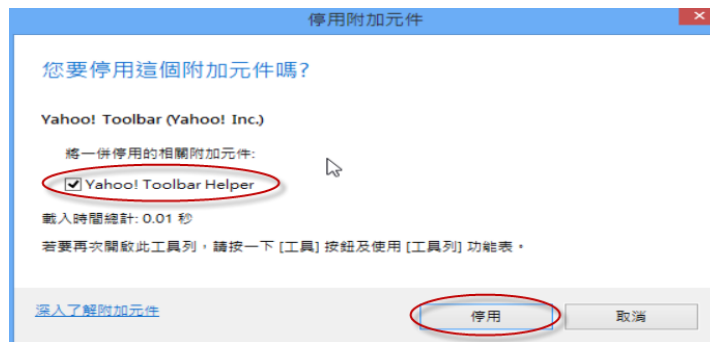 停用附加元件
您要停用這個附加元件嗎?
Yahoo! Toolbar (Yahoo! Inc.)
將一併停用的相關附加元件:
Yahoo! Toolbar Helper
載入時間總計: 0.01 秒
若要再次開啟此工具列，請按一下 [工具] 按鈕及使用 [工具列] 功能表。
深入了解附加元件
停用
取消